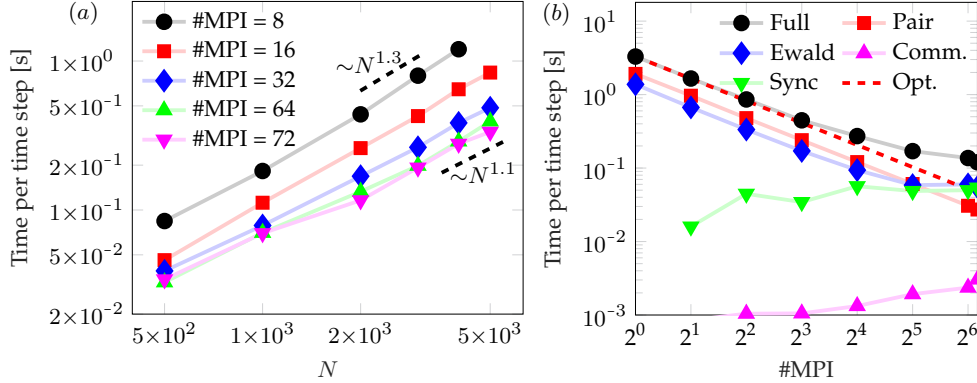 (a)
#MPI = 8
#MPI = 16
#MPI = 32
#MPI = 64
#MPI = 72
∼N^1.3
∼N^1.1
Time per time step [s]
1×10^0
5×10^−1
2×10^−1
1×10^−1
5×10^−2
2×10^−2
5×10^02
1×10^03
2×10^03
5×10^03
N
(b)
Full
Pair
Ewald
Comm.
Sync
Opt.
Time per time step [s]
10^1
10^0
10^−1
10^−2
10^−3
2^0
2^1
2^2
2^3
2^4
2^5
2^6
#MPI